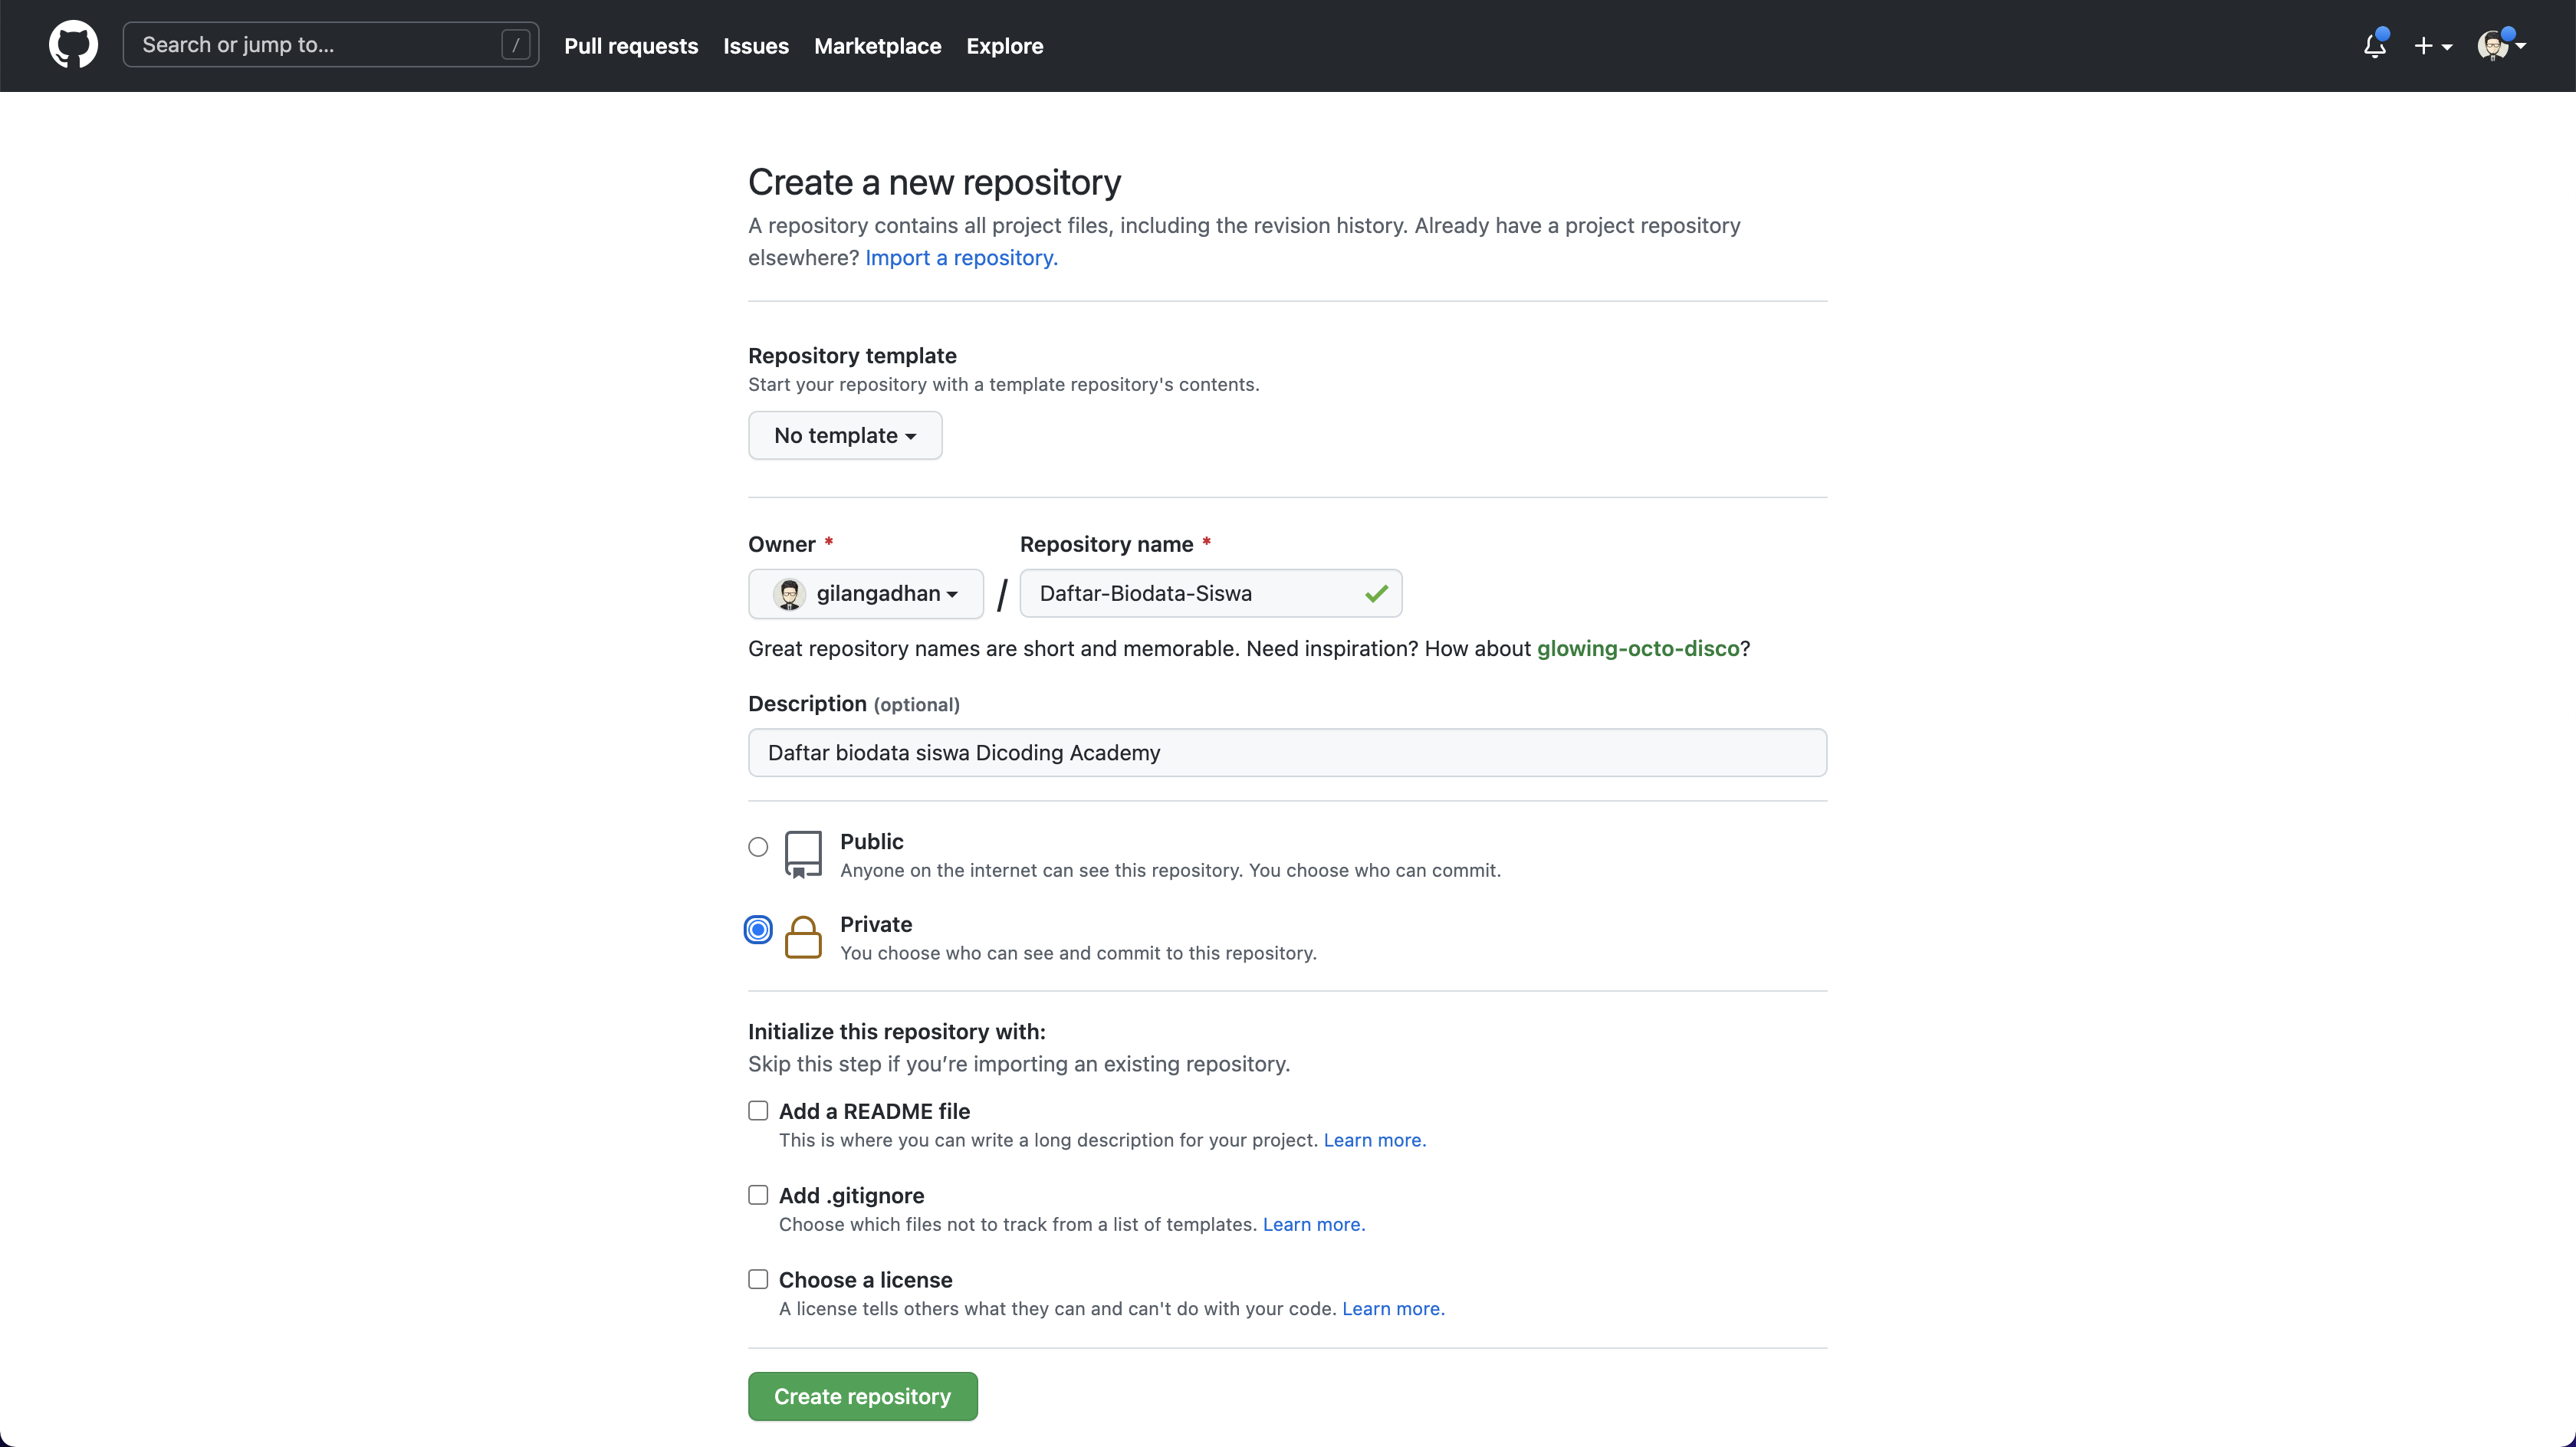 Search or jump to...
/
Pull requests
Issues
Marketplace
Explore
Create a new repository
A repository contains all project files, including the revision history. Already have a project repository
elsewhere? Import a repository.
Repository template
Start your repository with a template repository's contents.
No template
Owner *
Repository name *
gilangadhan
/
Daftar-Biodata-Siswa
Great repository names are short and memorable. Need inspiration? How about glowing-octo-disco?
Description (optional)
Daftar biodata siswa Dicoding Academy
Public
Anyone on the internet can see this repository. You choose who can commit.
Private
You choose who can see and commit to this repository.
Initialize this repository with:
Skip this step if you’re importing an existing repository.
Add a README file
This is where you can write a long description for your project. Learn more.
Add .gitignore
Choose which files not to track from a list of templates. Learn more.
Choose a license
A license tells others what they can and can't do with your code. Learn more.
Create repository